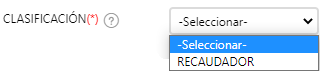 CLASIFICACIÓN(*) ? -Seleccionar-
-Seleccionar-
RECAUDADOR